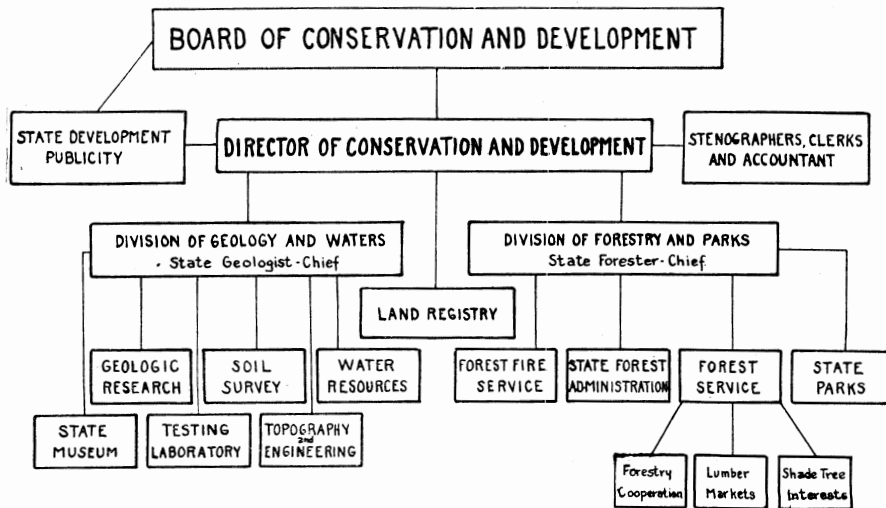 BOARD OF CONSERVATION AND DEVELOPMENT
STATE DEVELOPMENT
PUBLICITY
DIRECTOR OF CONSERVATION AND DEVELOPMENT
STENOGRAPHERS, CLERKS
AND ACCOUNTANT
DIVISION OF GEOLOGY AND WATERS
State Geologist-Chief
DIVISION OF FORESTRY AND PARKS
State Forester-Chief
LAND REGISTRY
GEOLOGIC
RESEARCH
SOIL
SURVEY
WATER
RESOURCES
FOREST FIRE
SERVICE
STATE FOREST
ADMINISTRATION
FOREST
SERVICE
STATE
PARKS
STATE
MUSEUM
TESTING
LABORATORY
TOPOGRAPHY
and
ENGINEERING
Forestry
Cooperation
Lumber
Markets
Shade Tree
Interests